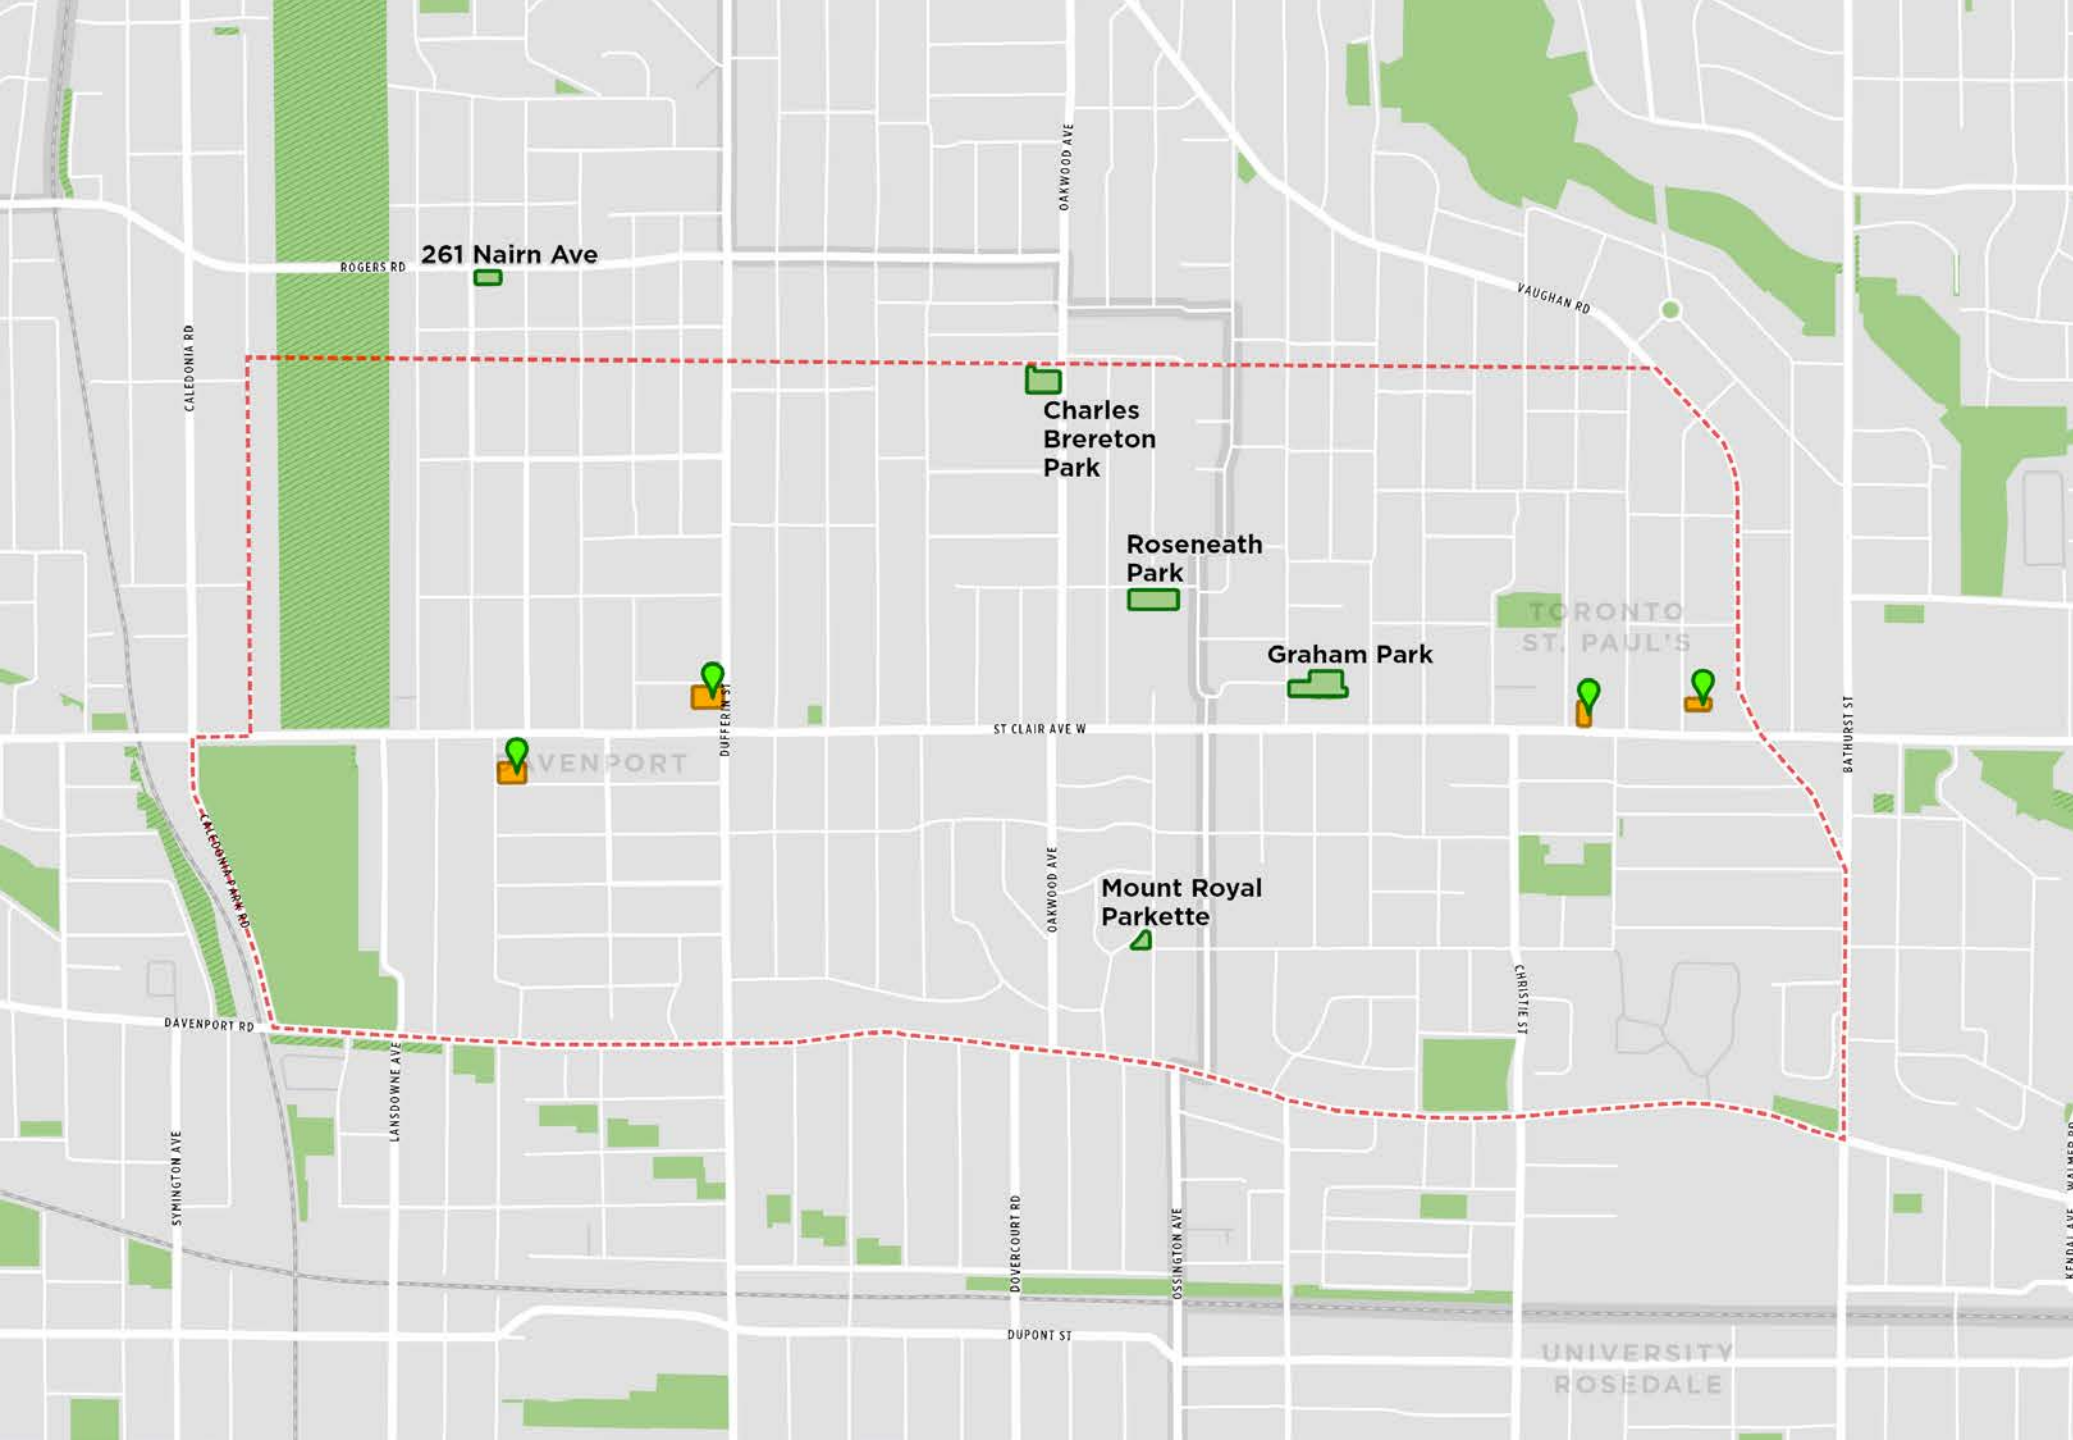 OAKWOOD AVE
261 Nairn Ave
ROGERS RD
VAUGHAN RD
CALEDONIA RD
Charles
Brereton
Park
Roseneath
Park
TORONTO
ST. PAUL'S
Graham Park
DUFFERIN ST
ST CLAIR AVE W
BATHURST ST
DAVENPORT
CALEDONIA PARK RD
OAKWOOD AVE
Mount Royal
Parkette
CHRISTIE ST
DAVENPORT RD
LANSDOWNE AVE
SYMINGTON AVE
DOVERCOURT RD
OSSINGTON AVE
WALMER RD
KENDAL AVE
DUPONT ST
UNIVERSITY
ROSEDALE